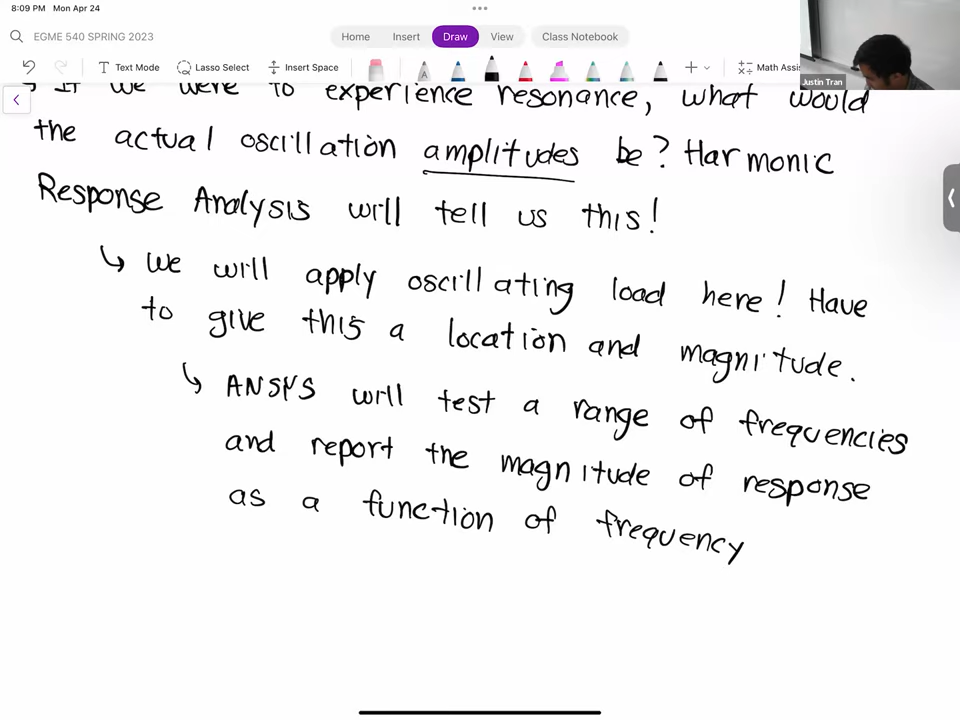 8:09 PM Mon Apr 24
EGME 540 SPRING 2023
Home Insert Draw View Class Notebook
Text Mode Lasso Select Insert Space A Math Assis
Justin Tran
If we were to experience resonance, what would
the actual oscillation amplitudes be? Harmonic
Response Analysis will tell us this!
We will apply oscillating load here! Have
to give this a location and magnitude.
ANSYS will test a range of frequencies
and report the magnitude of response
as a function of frequency